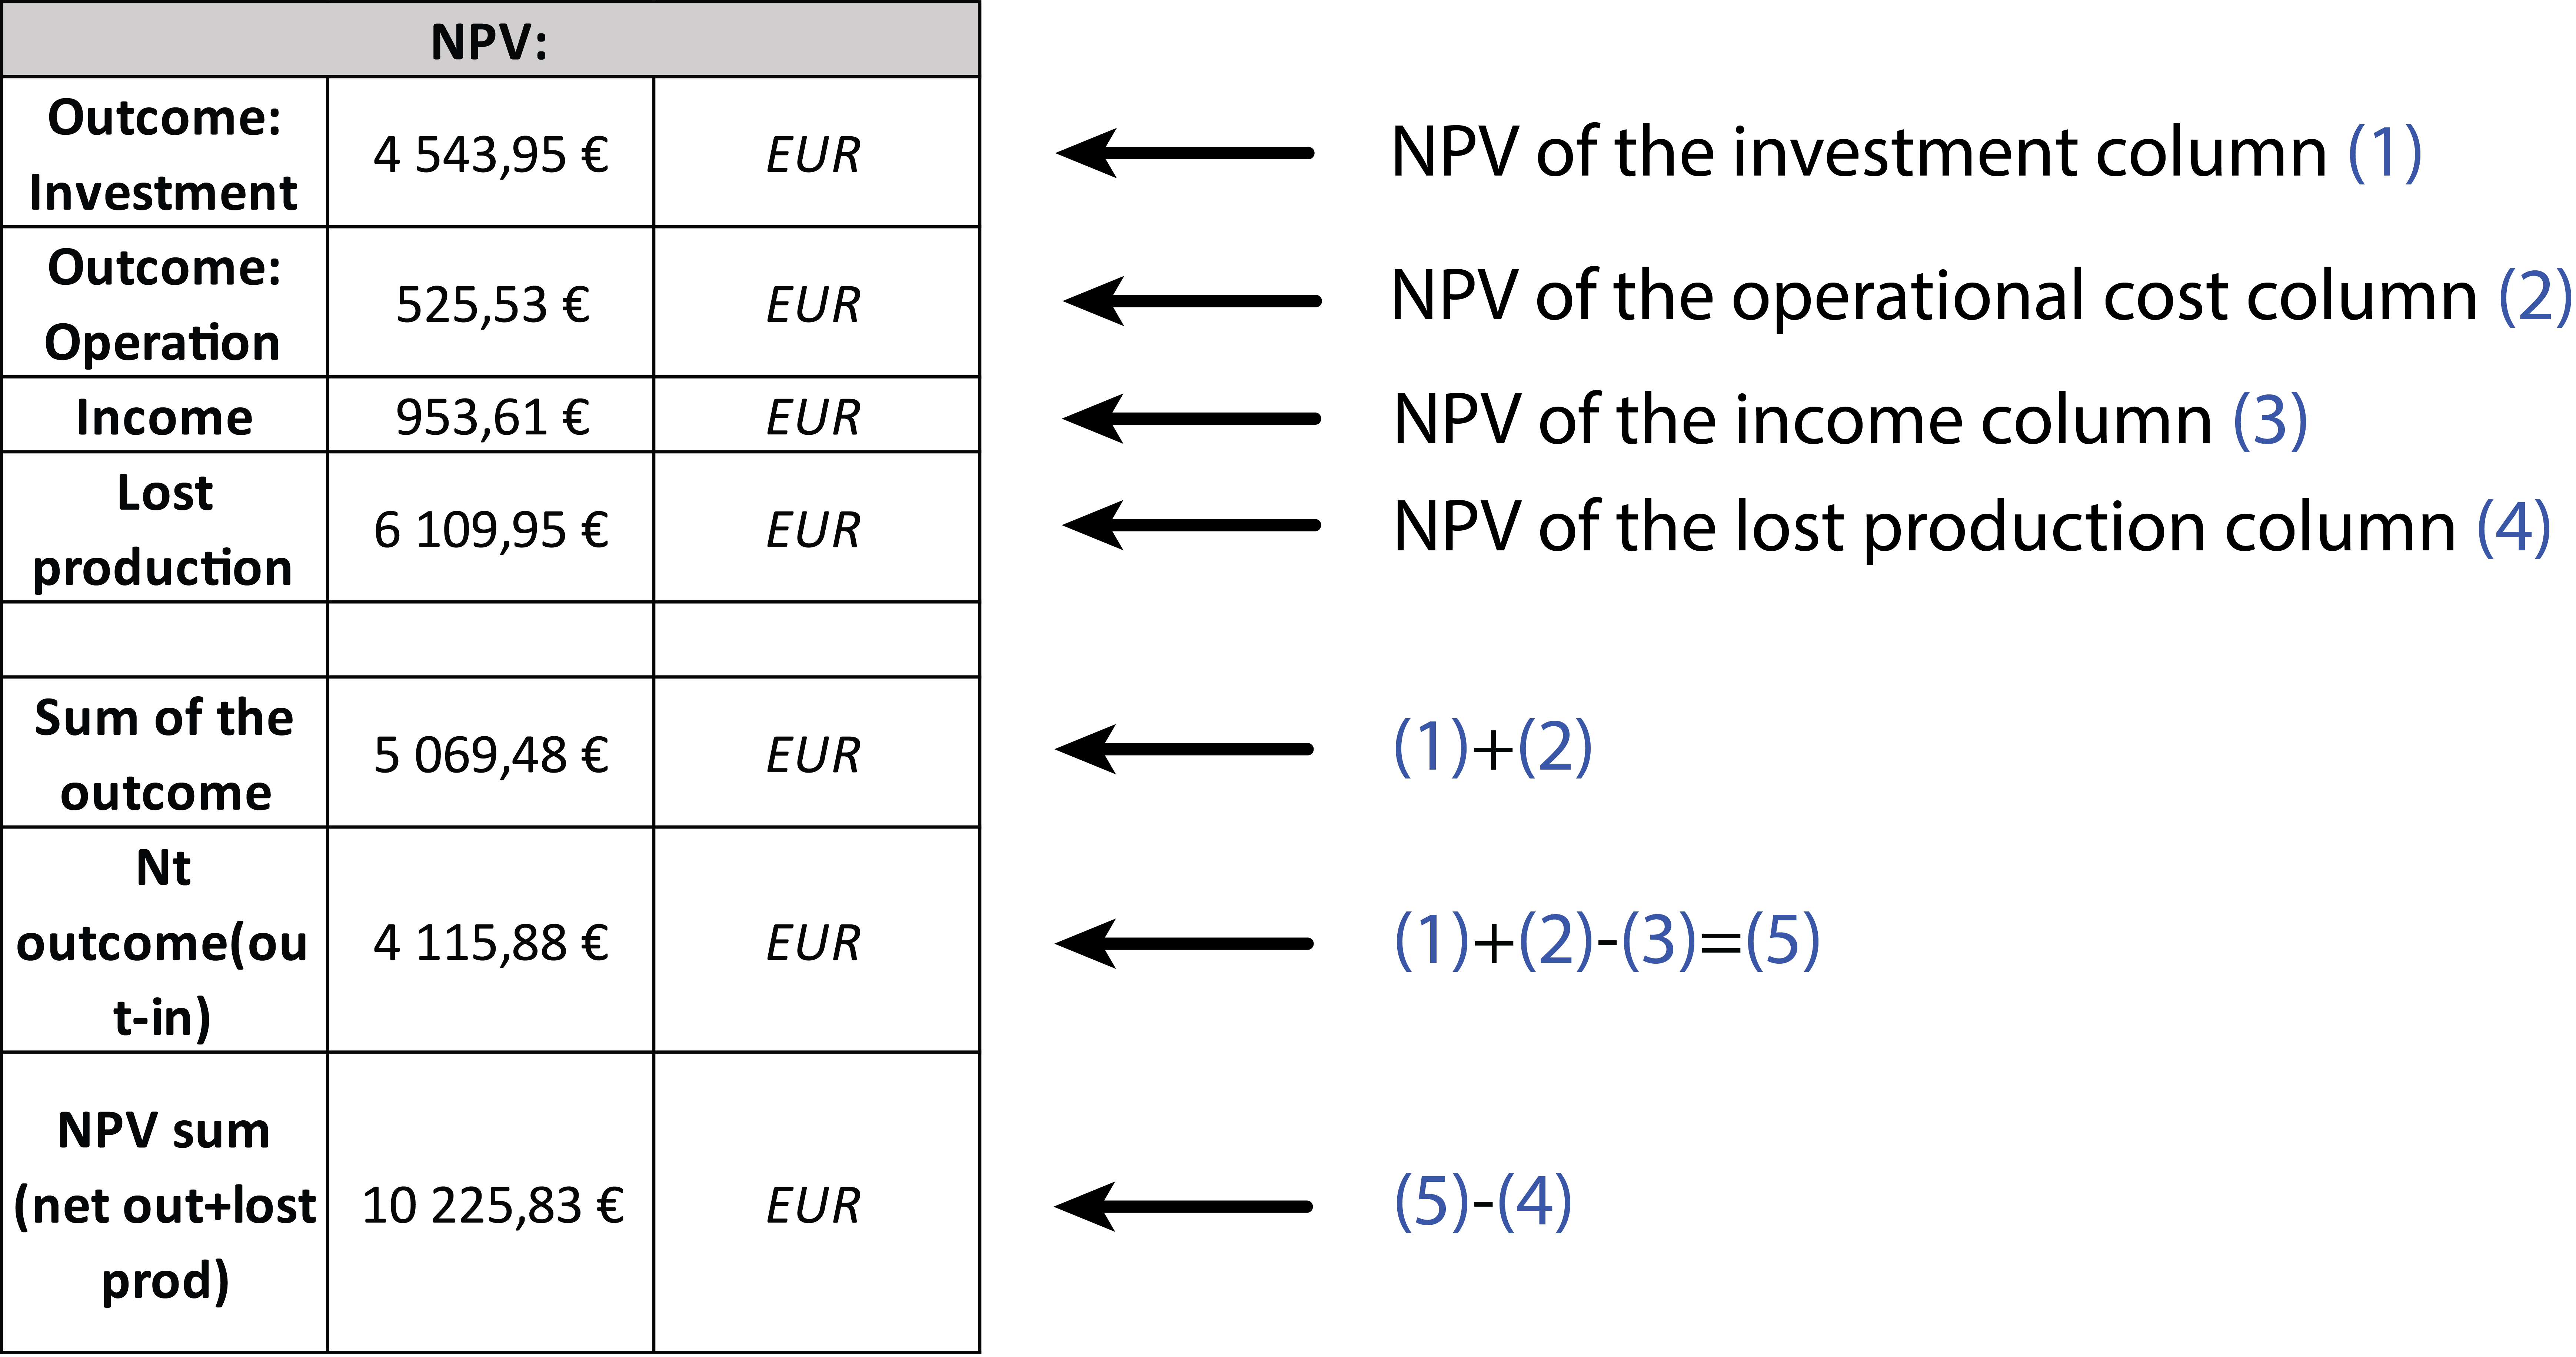 NPV:
Outcome:
Investment
4 543,95 €
EUR
NPV of the investment column (1)
Outcome:
Operation
525,53 €
EUR
NPV of the operational cost column (2)
Income
953,61 €
EUR
NPV of the income column (3)
Lost
production
6 109,95 €
EUR
NPV of the lost production column (4)
Sum of the
outcome
5 069,48 €
EUR
(1)+(2)
Nt
outcome(ou
t-in)
4 115,88 €
EUR
(1)+(2)-(3)=(5)
NPV sum
(net out+lost
prod)
10 225,83 €
EUR
(5)-(4)